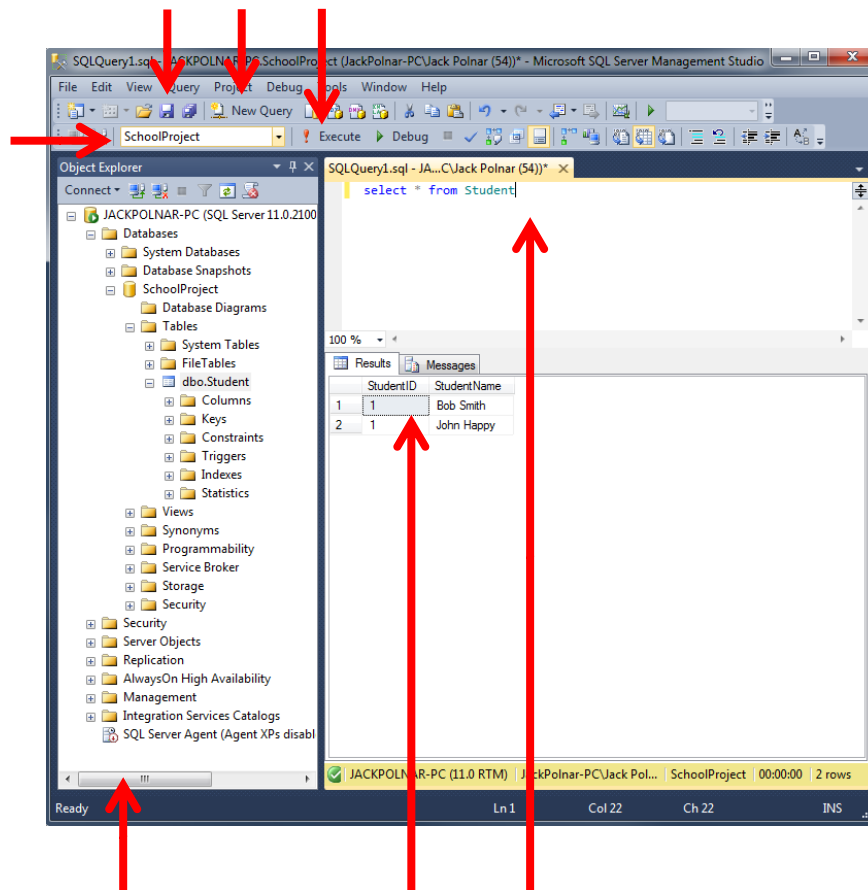 SQLQuery1.sql - JACKPOLNAR-PC.SchoolProject (JackPolnar-PC\Jack Polnar (54))* - Microsoft SQL Server Management Studio
File Edit View Query Project Debug Tools Window Help
New Query
SchoolProject Execute Debug
Object Explorer
SQLQuery1.sql - JA...C\Jack Polnar (54))*
Connect
select * from Student
JACKPOLNAR-PC (SQL Server 11.0.2100
Databases
System Databases
Database Snapshots
SchoolProject
Database Diagrams
Tables
System Tables
FileTables
dbo.Student
Columns
Keys
Constraints
Triggers
Indexes
Statistics
Views
Synonyms
Programmability
Service Broker
Storage
Security
Security
Server Objects
Replication
AlwaysOn High Availability
Management
Integration Services Catalogs
SQL Server Agent (Agent XPs disabl
100 %
Results Messages
StudentID StudentName
1 1 Bob Smith
2 1 John Happy
JACKPOLNAR-PC (11.0 RTM) JackPolnar-PC\Jack Pol... SchoolProject 00:00:00 2 rows
Ready Ln 1 Col 22 Ch 22 INS